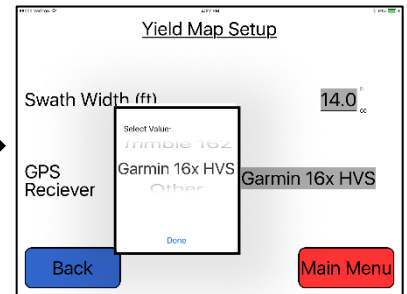 Yield Map Setup
Swath Width (ft)
14.0
Select Value:
Trimble 162
Garmin 16x HVS
Other
Done
GPS
Reciever
Garmin 16x HVS
Back
Main Menu